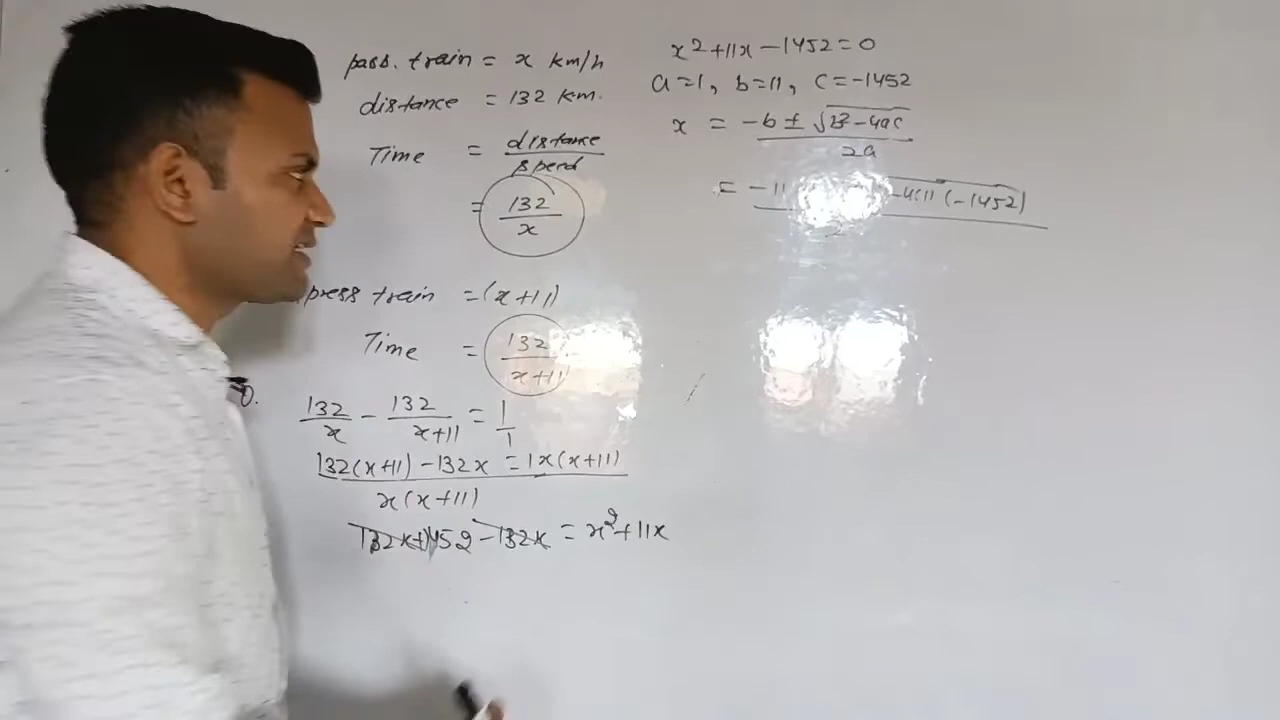 pass. train = x km/h
distance = 132 km.
Time = distance / speed
= 132 / x
press train = (x+11)
Time = 132 / x+11
132/x - 132/x+11 = 1/1
132(x+11) - 132x = 1x(x+11)
x(x+11)
132x+1452 - 132x = x² + 11x
x² + 11x - 1452 = 0
a = 1, b = 11, c = -1452
x = -b ± √b² - 4ac
2a
= -11 -4(1)(-1452)
2